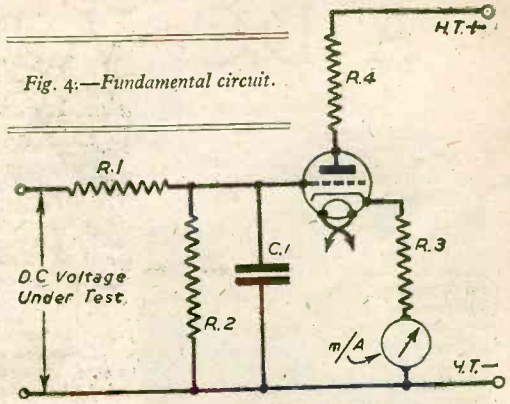 H.T.+
Fig. 4:—Fundamental circuit.
R.4
R.1
C.1
D.C Voltage
Under Test.
R.2
R.3
m/A
H.T.—